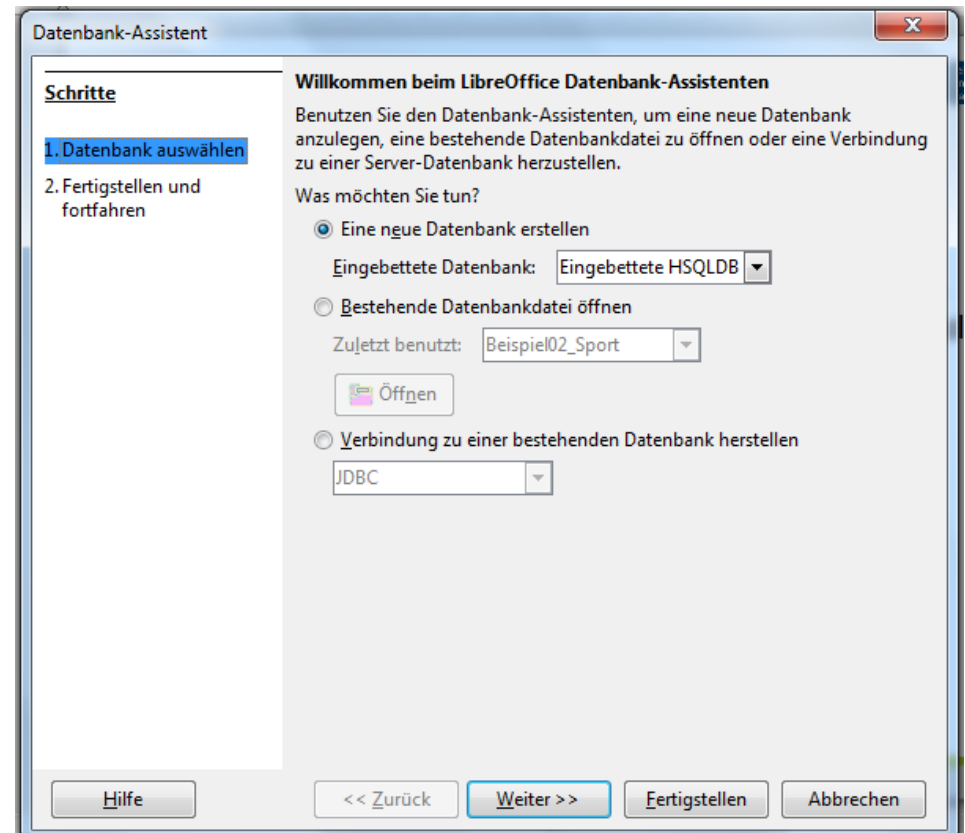 Datenbank-Assistent
Schritte
1. Datenbank auswählen
2. Fertigstellen und
fortfahren
Willkommen beim LibreOffice Datenbank-Assistenten
Benutzen Sie den Datenbank-Assistenten, um eine neue Datenbank
anzulegen, eine bestehende Datenbankdatei zu öffnen oder eine Verbindung
zu einer Server-Datenbank herzustellen.
Was möchten Sie tun?
Eine neue Datenbank erstellen
Eingebettete Datenbank: Eingebettete HSQLDB
Bestehende Datenbankdatei öffnen
Zuletzt benutzt: Beispiel02_Sport
Öffnen
Verbindung zu einer bestehenden Datenbank herstellen
JDBC
Hilfe << Zurück Weiter >> Fertigstellen Abbrechen